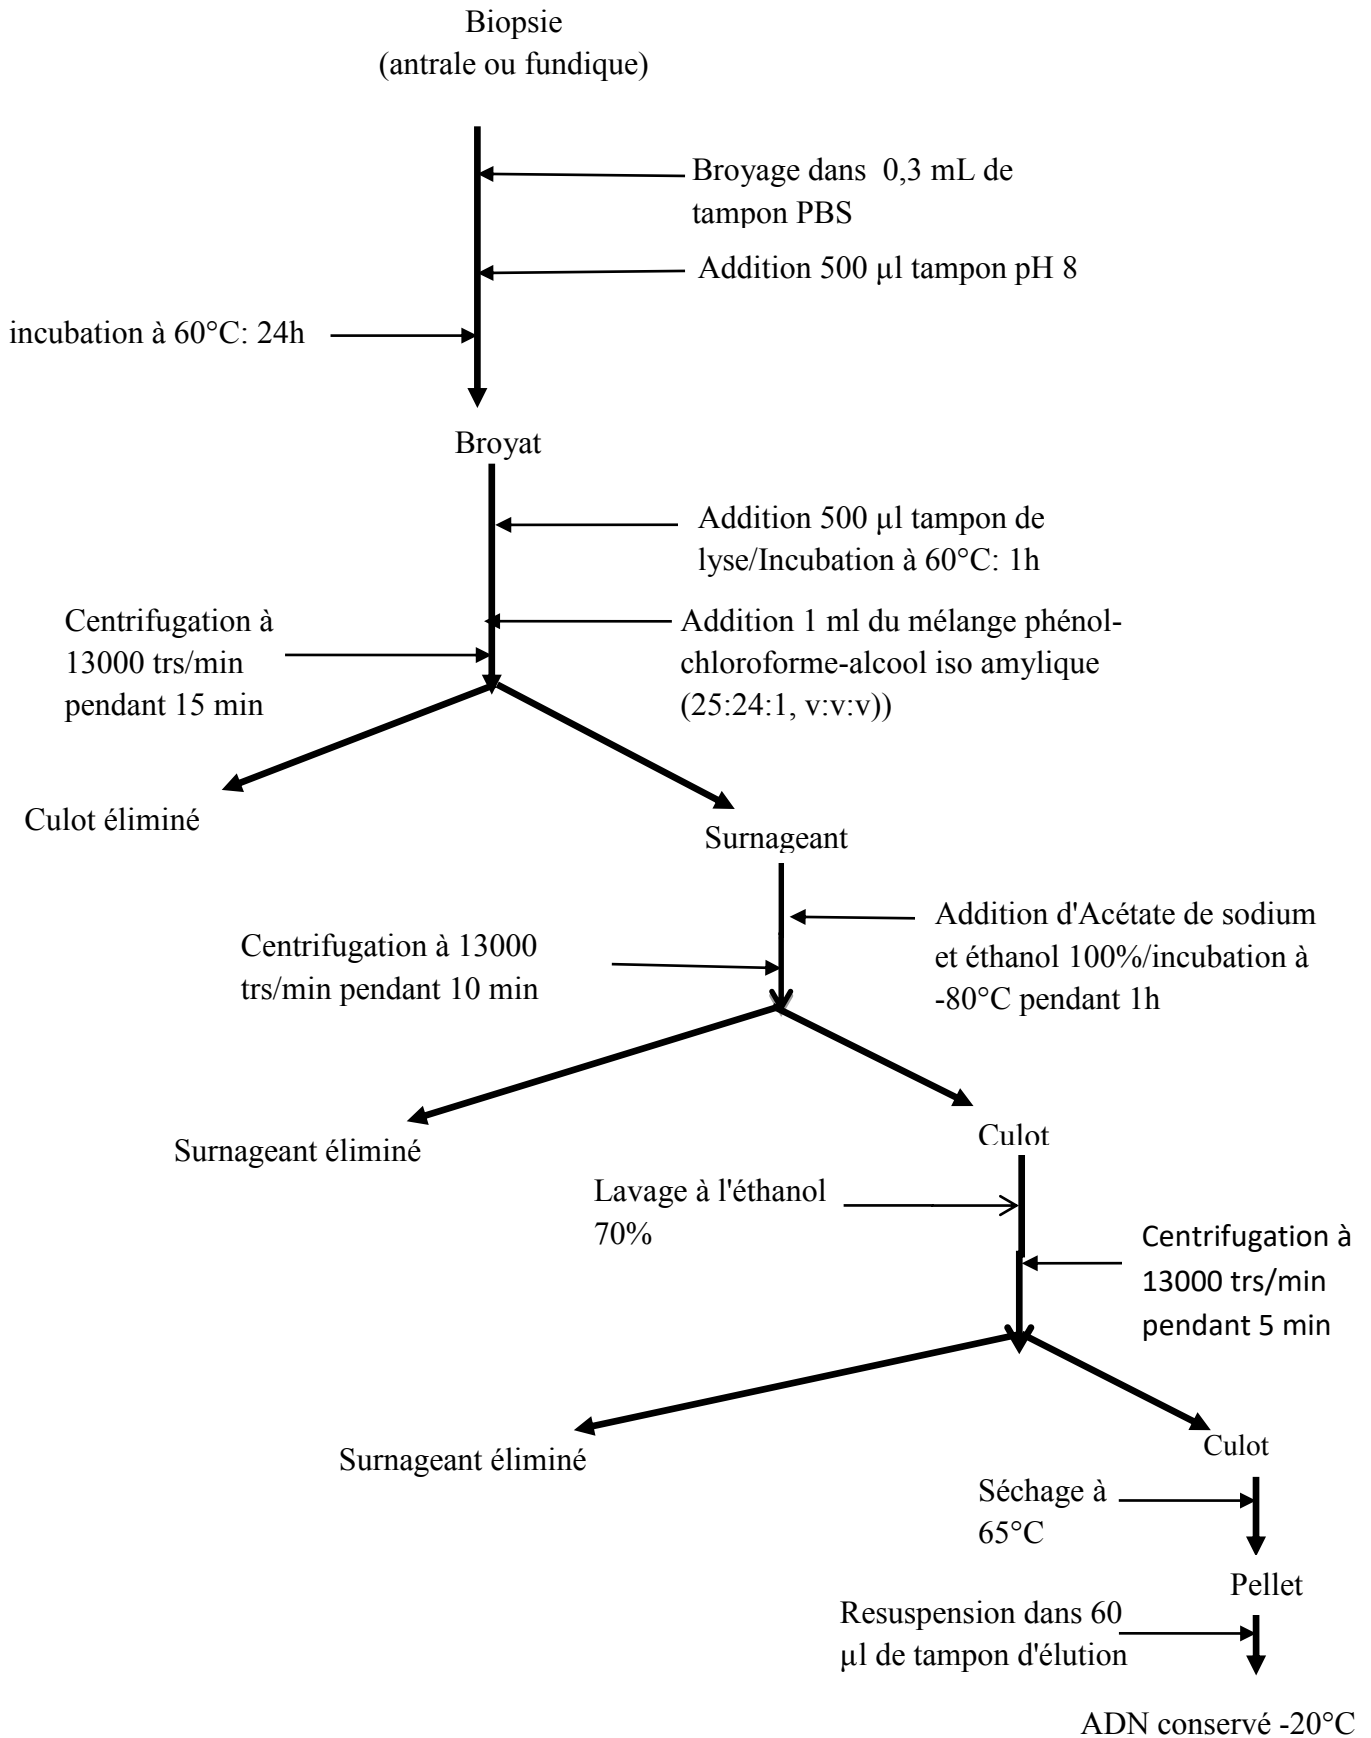 Biopsie
(antrale ou fundique)
Broyage dans 0,3 mL de
tampon PBS
Addition 500 µl tampon pH 8
incubation à 60°C: 24h
Broyat
Addition 500 µl tampon de
lyse/Incubation à 60°C: 1h
Centrifugation à
13000 trs/min
pendant 15 min
Addition 1 ml du mélange phénol-
chloroforme-alcool iso amylique
(25:24:1, v:v:v))
Culot éliminé
Surnageant
Addition d'Acétate de sodium
et éthanol 100%/incubation à
-80°C pendant 1h
Centrifugation à 13000
trs/min pendant 10 min
Surnageant éliminé
Culot
Lavage à l'éthanol
70%
Centrifugation à
13000 trs/min
pendant 5 min
Surnageant éliminé
Culot
Séchage à
65°C
Pellet
Resuspension dans 60
µl de tampon d'élution
ADN conservé -20°C